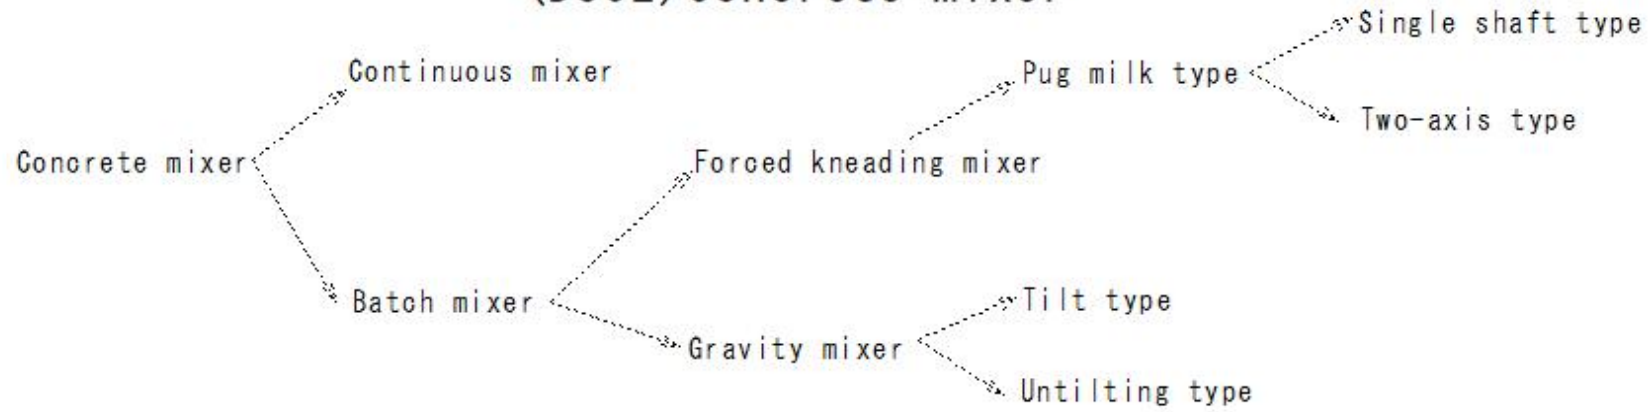 Single shaft type
Continuous mixer
Pug milk type
Two-axis type
Concrete mixer
Forced kneading mixer
Batch mixer
Tilt type
Gravity mixer
Untilting type